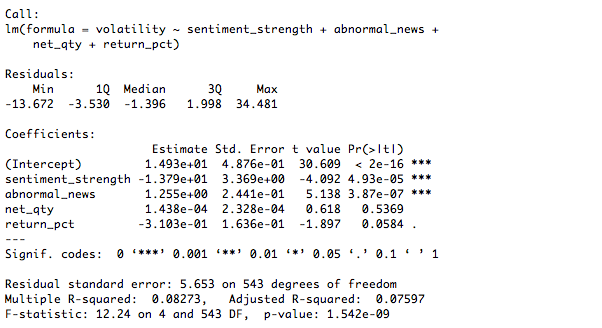 Call:
lm(formula = volatility ~ sentiment_strength + abnormal_news +
    net_qty + return_pct)

Residuals:
    Min      1Q  Median      3Q     Max
-13.672  -3.530  -1.396   1.998  34.481

Coefficients:
                     Estimate Std. Error t value Pr(>|t|)
(Intercept)         1.493e+01  4.876e-01  30.609  < 2e-16 ***
sentiment_strength -1.379e+01  3.369e+00  -4.092 4.93e-05 ***
abnormal_news       1.255e+00  2.441e-01   5.138 3.87e-07 ***
net_qty             1.438e-04  2.328e-04   0.618   0.5369
return_pct         -3.103e-01  1.636e-01  -1.897   0.0584 .
---
Signif. codes:  0 ‘***’ 0.001 ‘**’ 0.01 ‘*’ 0.05 ‘.’ 0.1 ‘ ’ 1

Residual standard error: 5.653 on 543 degrees of freedom
Multiple R-squared:  0.08273,	Adjusted R-squared:  0.07597
F-statistic: 12.24 on 4 and 543 DF,  p-value: 1.542e-09